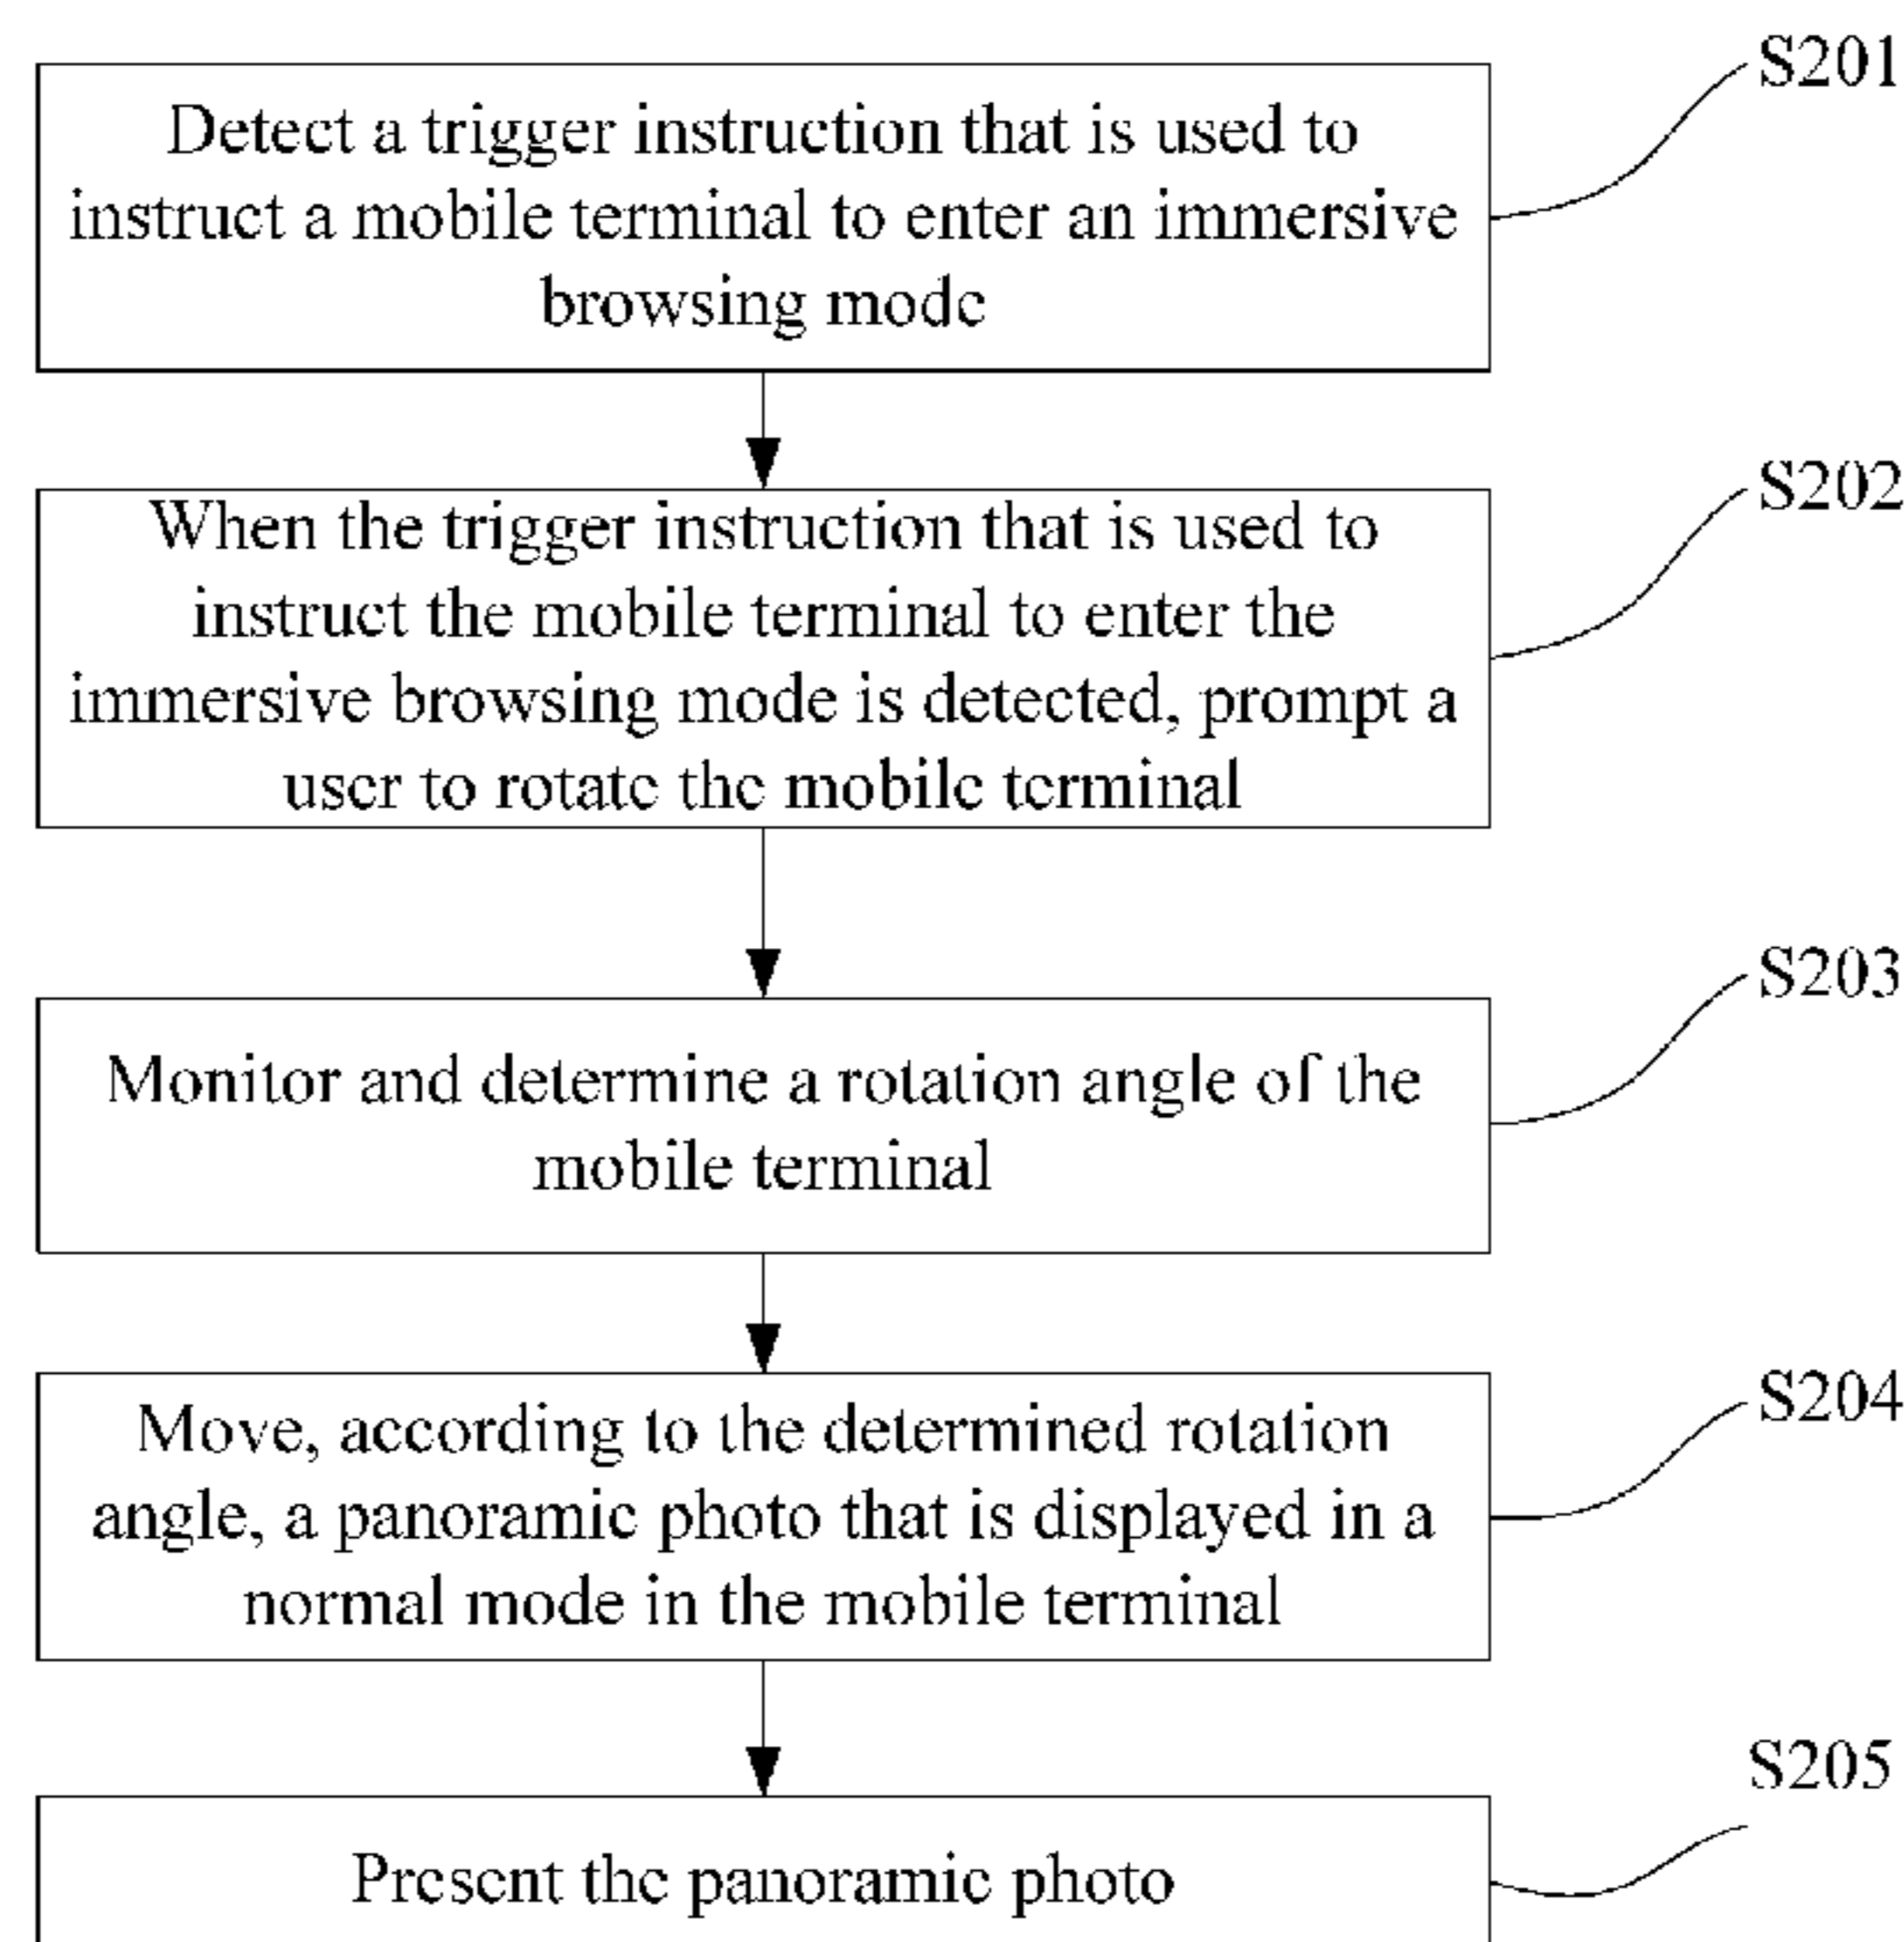 S201
Detect a trigger instruction that is used to
instruct a mobile terminal to enter an immersive
browsing mode
S202
When the trigger instruction that is used to
instruct the mobile terminal to enter the
immersive browsing mode is detected, prompt a
user to rotate the mobile terminal
S203
Monitor and determine a rotation angle of the
mobile terminal
S204
Move, according to the determined rotation
angle, a panoramic photo that is displayed in a
normal mode in the mobile terminal
S205
Present the panoramic photo